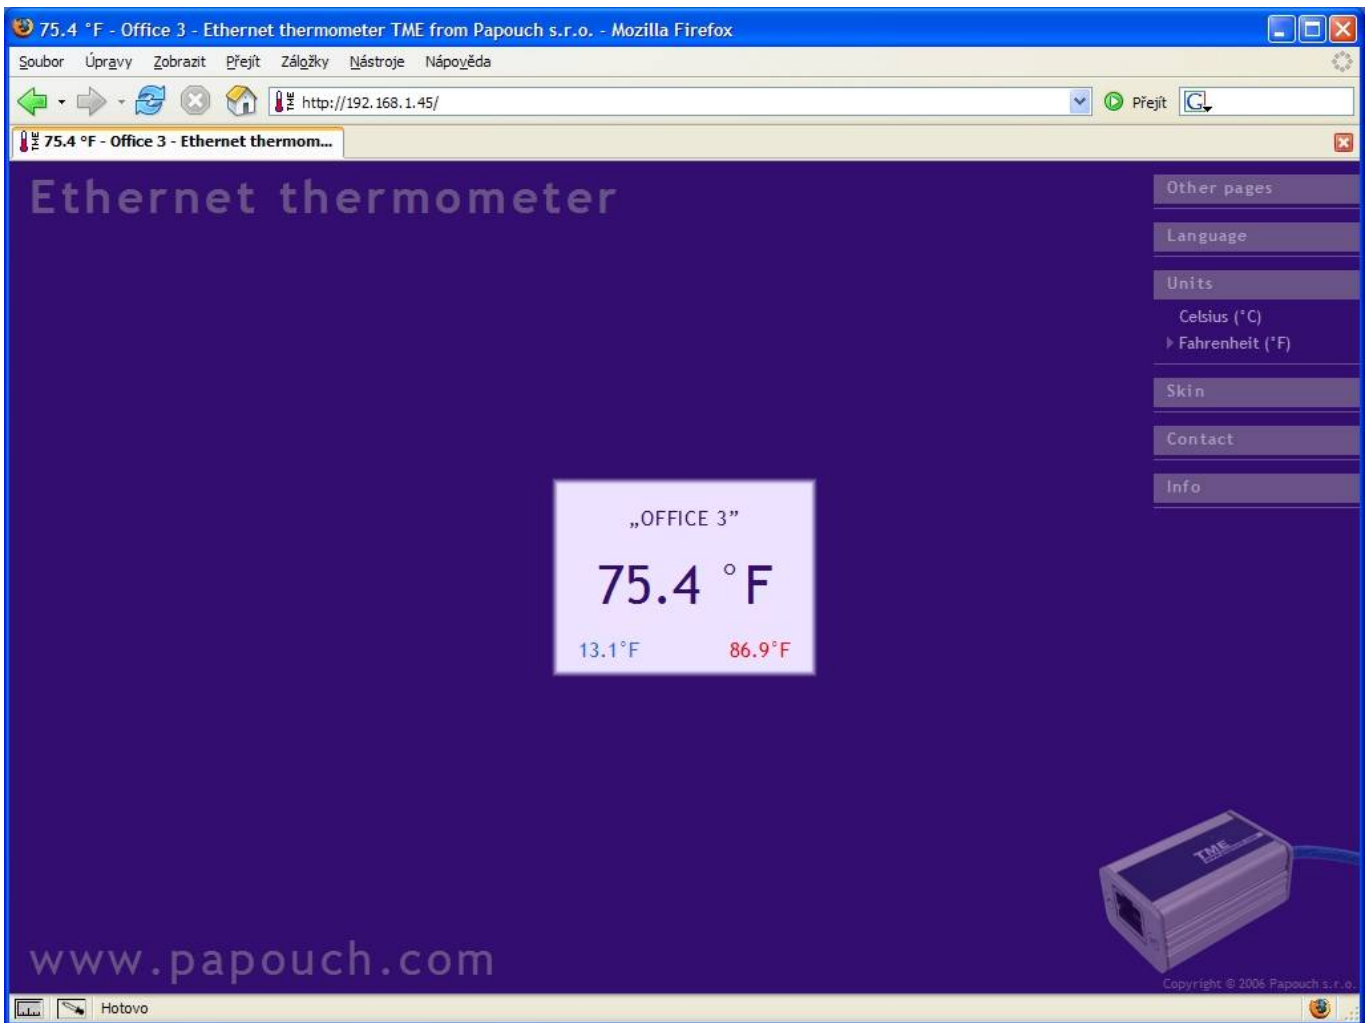 75.4 °F - Office 3 - Ethernet thermometer TME from Papouch s.r.o. - Mozilla Firefox
Soubor Úpravy Zobrazit Přejít Záložky Nástroje Nápověda
TME http://192.168.1.45/ Přejít G
TME 75.4 °F - Office 3 - Ethernet thermom...
Ethernet thermometer
Other pages
Language
Units
Celsius (°C)
Fahrenheit (°F)
Skin
Contact
Info
„OFFICE 3”
75.4 °F
13.1°F 86.9°F
TME
www.papouch.com
Copyright © 2006 Papouch s.r.o.
Hotovo